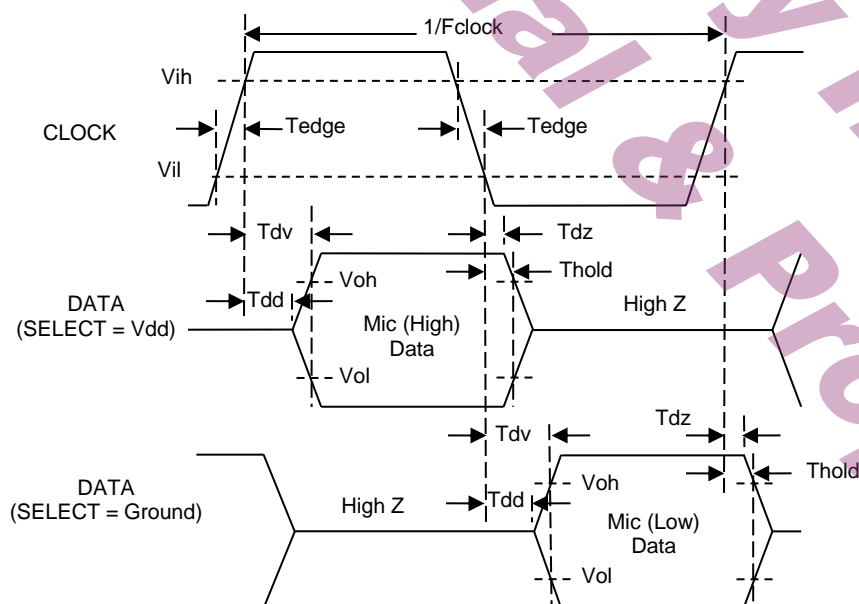 1/Fclock
Vih
CLOCK
Tedge
Tedge
Vil
Tdv
Tdz
Voh
Thold
DATA
(SELECT = Vdd)
Tdd
Mic (High)
Data
High Z
Vol
Tdv
Tdz
Thold
DATA
(SELECT = Ground)
High Z
Tdd
Voh
Mic (Low)
Data
Vol
&